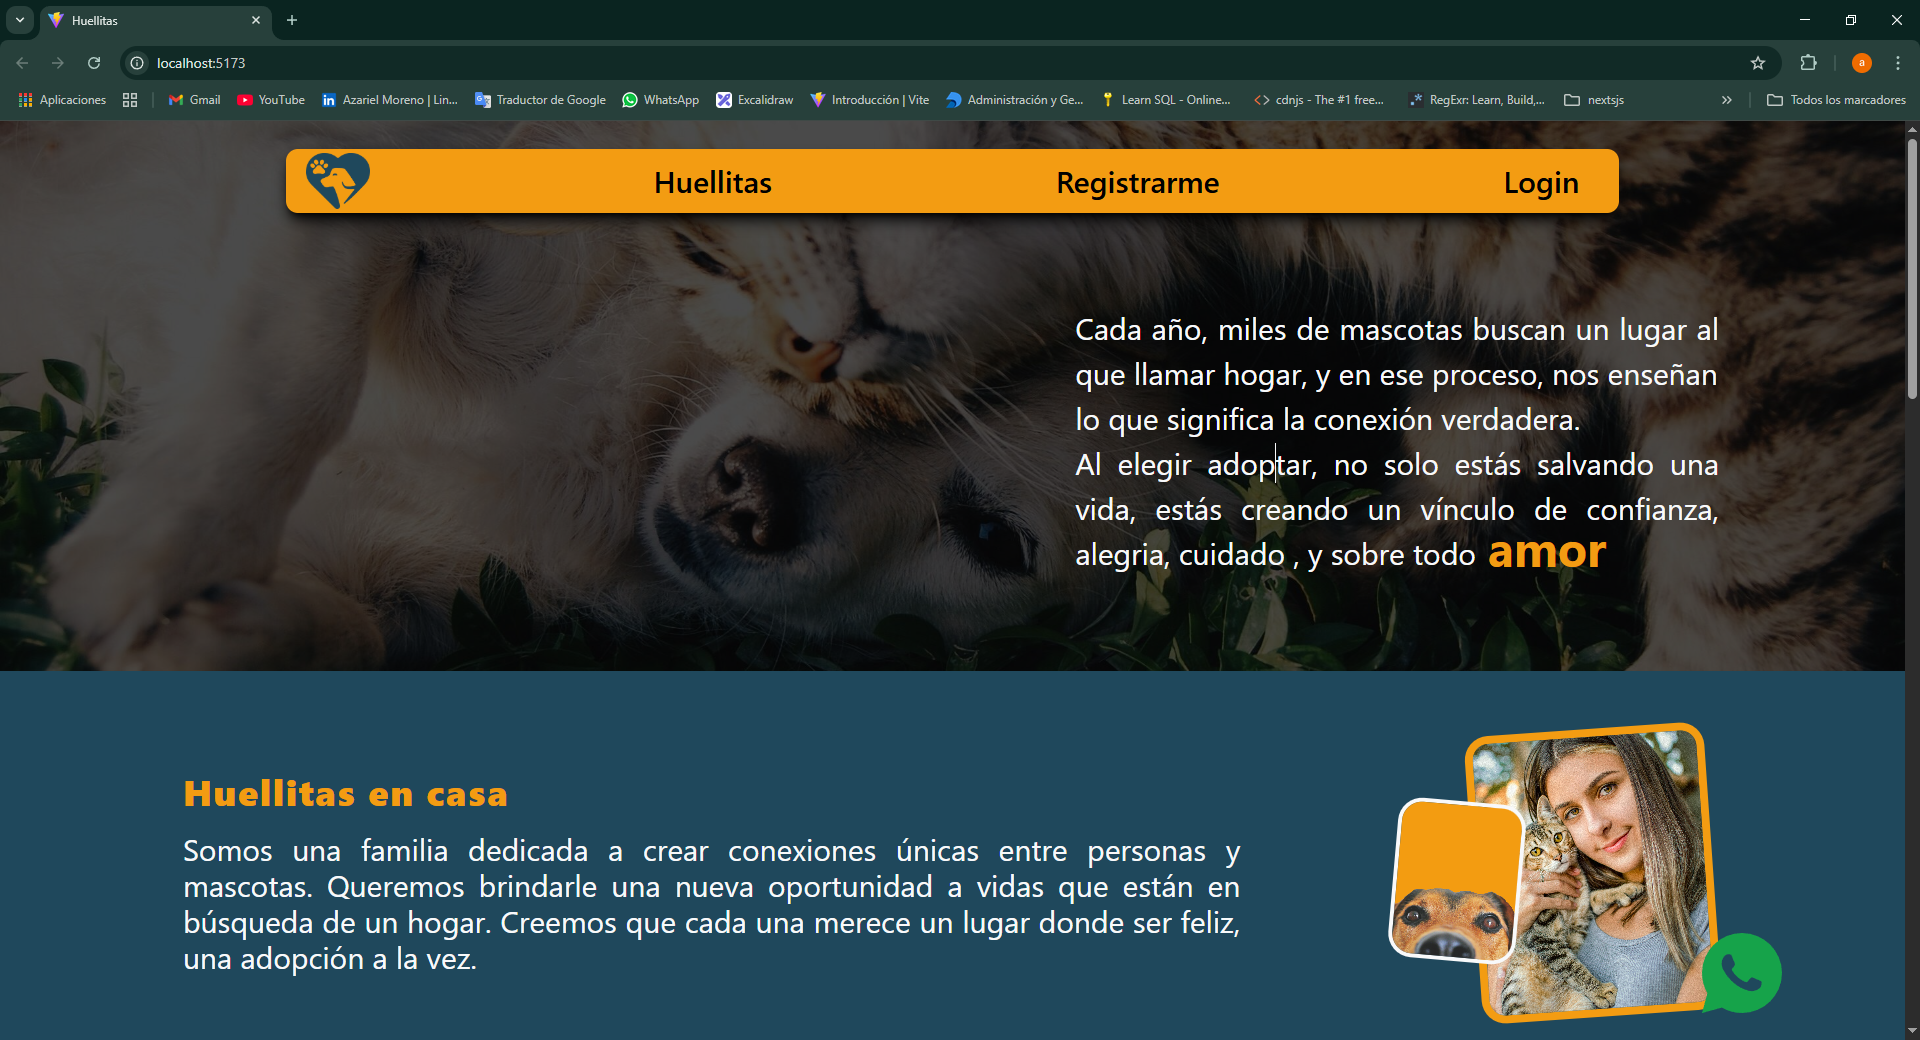 Huellitas
localhost:5173
a
Aplicaciones
Gmail
YouTube
Azariel Moreno | Lin...
Traductor de Google
WhatsApp
Excalidraw
Introducción | Vite
Administración y Ge...
Learn SQL - Online...
cdnjs - The #1 free...
RegExr: Learn, Build,...
nextsjs
Todos los marcadores
Huellitas
Registrarme
Login
Cada año, miles de mascotas buscan un lugar al
que llamar hogar, y en ese proceso, nos enseñan
lo que significa la conexión verdadera.
Al elegir adoptar, no solo estás salvando una
vida, estás creando un vínculo de confianza,
alegria, cuidado , y sobre todo amor
Huellitas en casa
Somos una familia dedicada a crear conexiones únicas entre personas y
mascotas. Queremos brindarle una nueva oportunidad a vidas que están en
búsqueda de un hogar. Creemos que cada una merece un lugar donde ser feliz,
una adopción a la vez.